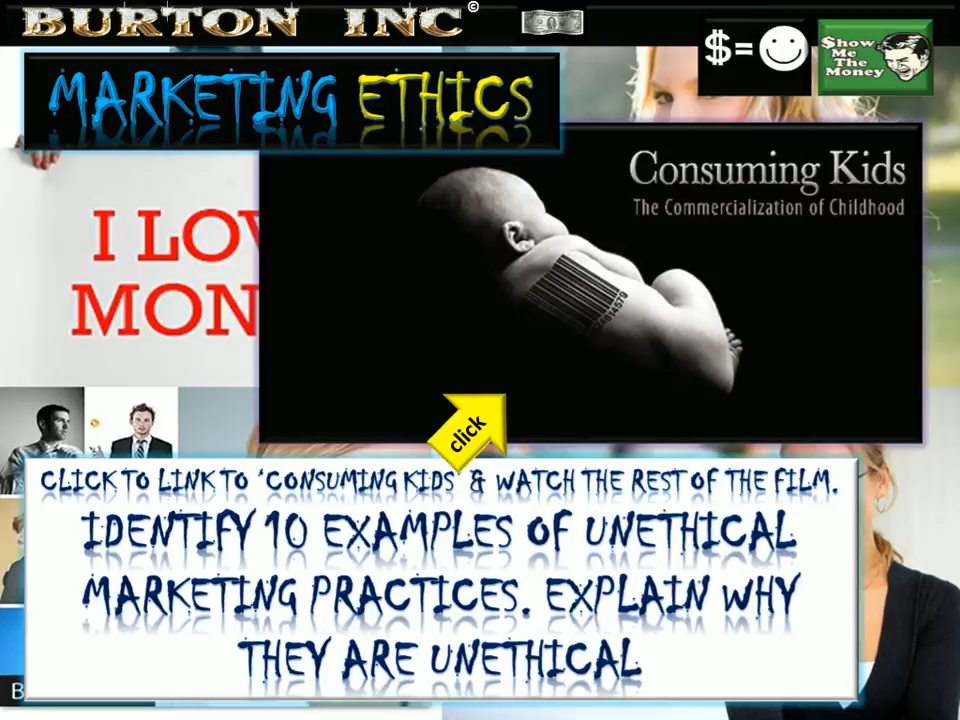 BURTON INC©
$=
Show
Me
The
Money
MARKETING ETHICS
Consuming Kids
The Commercialization of Childhood
I LOV
MON
click
CLICK TO LINK TO 'CONSUMING KIDS' & WATCH THE REST OF THE FILM.
IDENTIFY 10 EXAMPLES OF UNETHICAL
MARKETING PRACTICES. EXPLAIN WHY
THEY ARE UNETHICAL
B